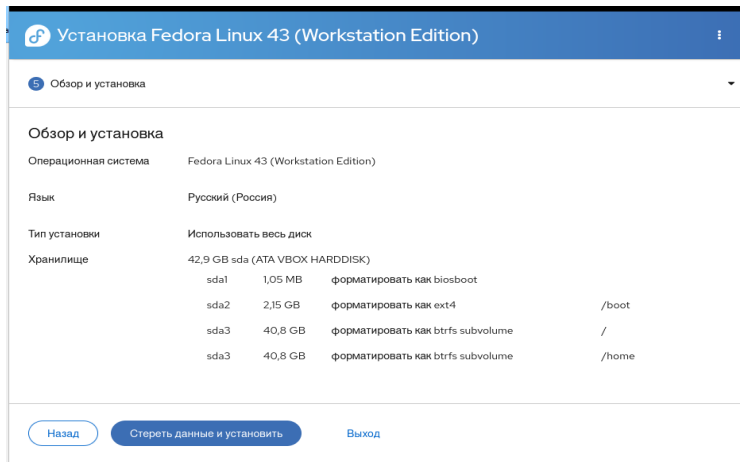 Установка Fedora Linux 43 (Workstation Edition)
5 Обзор и установка
Обзор и установка
Операционная система Fedora Linux 43 (Workstation Edition)
Язык Русский (Россия)
Тип установки Использовать весь диск
Хранилище 42,9 GB sda (ATA VBOX HARDDISK)
sda1 1,05 MB форматировать как biosboot
sda2 2,15 GB форматировать как ext4 /boot
sda3 40,8 GB форматировать как btrfs subvolume /
sda3 40,8 GB форматировать как btrfs subvolume /home
Назад Стереть данные и установить Выход